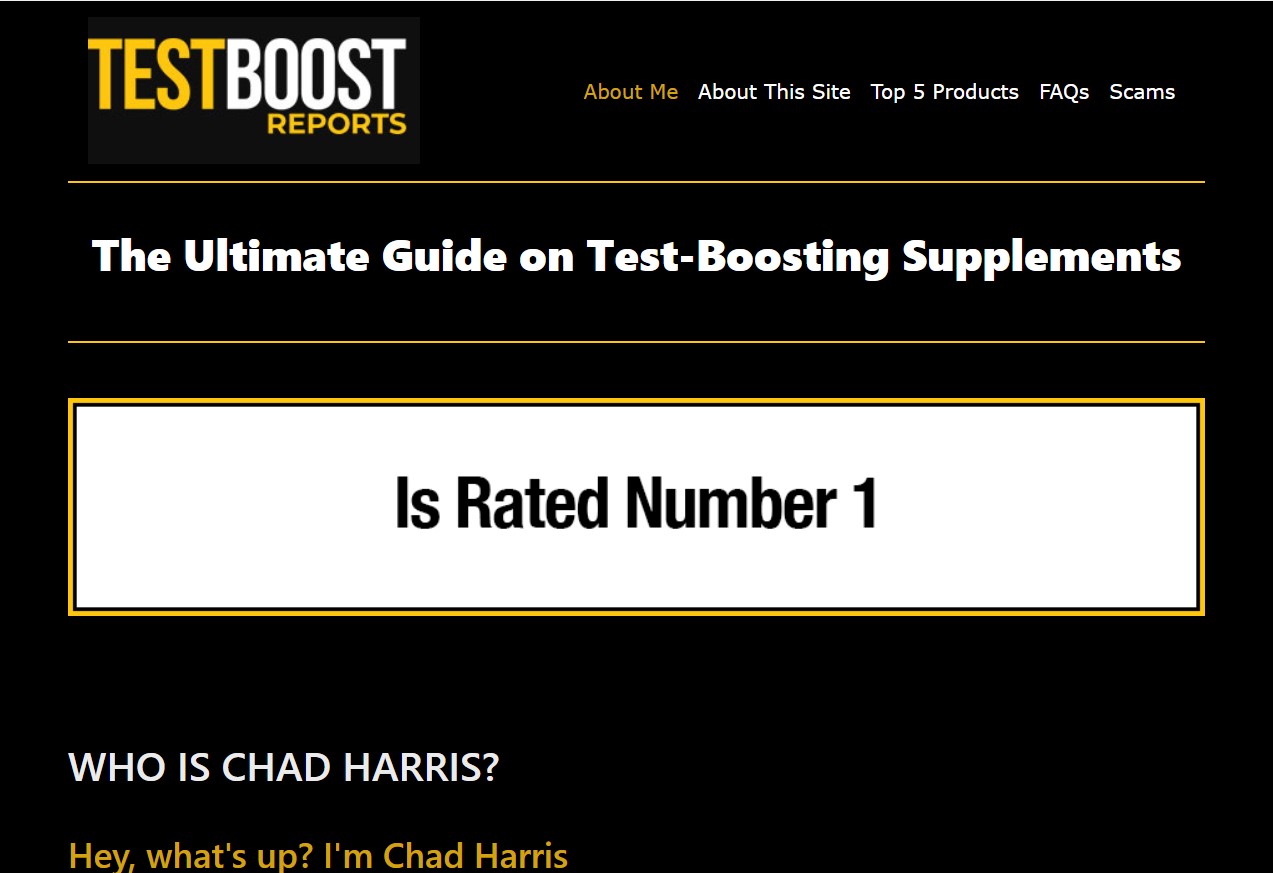 TESTBOOST
REPORTS
About Me About This Site Top 5 Products FAQs Scams
The Ultimate Guide on Test-Boosting Supplements
Is Rated Number 1
WHO IS CHAD HARRIS?
Hey, what's up? I'm Chad Harris